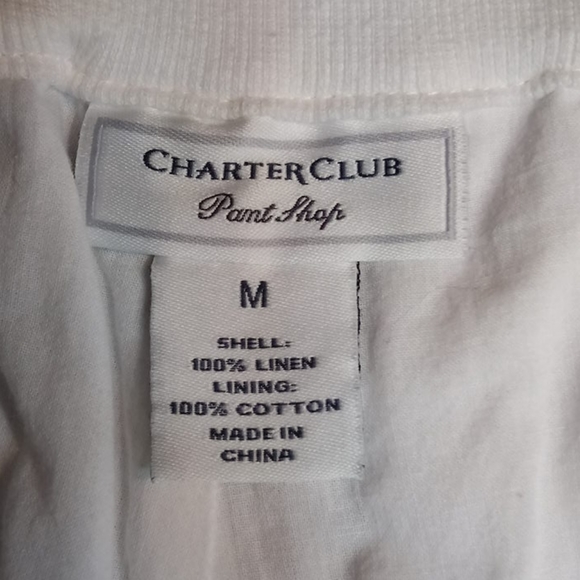 CHARTER CLUB
Pant Shop
M
SHELL:
100% LINEN
LINING:
100% COTTON
MADE IN
CHINA